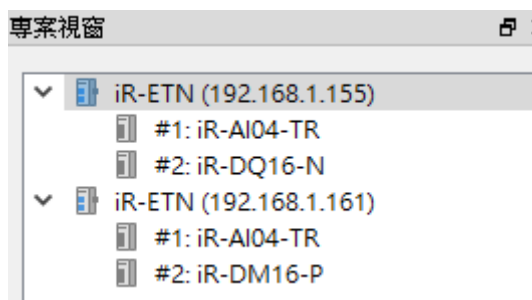 專案視窗
iR-ETN (192.168.1.155)
#1: iR-AI04-TR
#2: iR-DQ16-N
iR-ETN (192.168.1.161)
#1: iR-AI04-TR
#2: iR-DM16-P